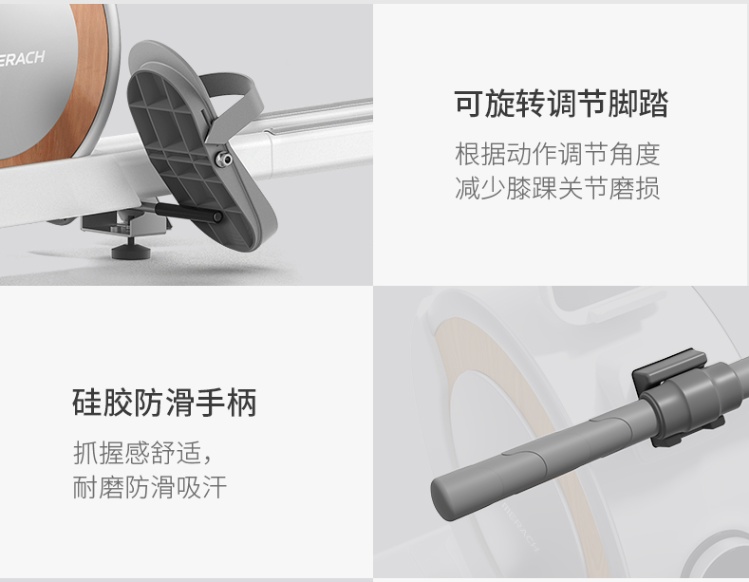 ERACH
可旋转调节脚踏
根据动作调节角度
减少膝踝关节磨损
硅胶防滑手柄
抓握感舒适，
耐磨防滑吸汗